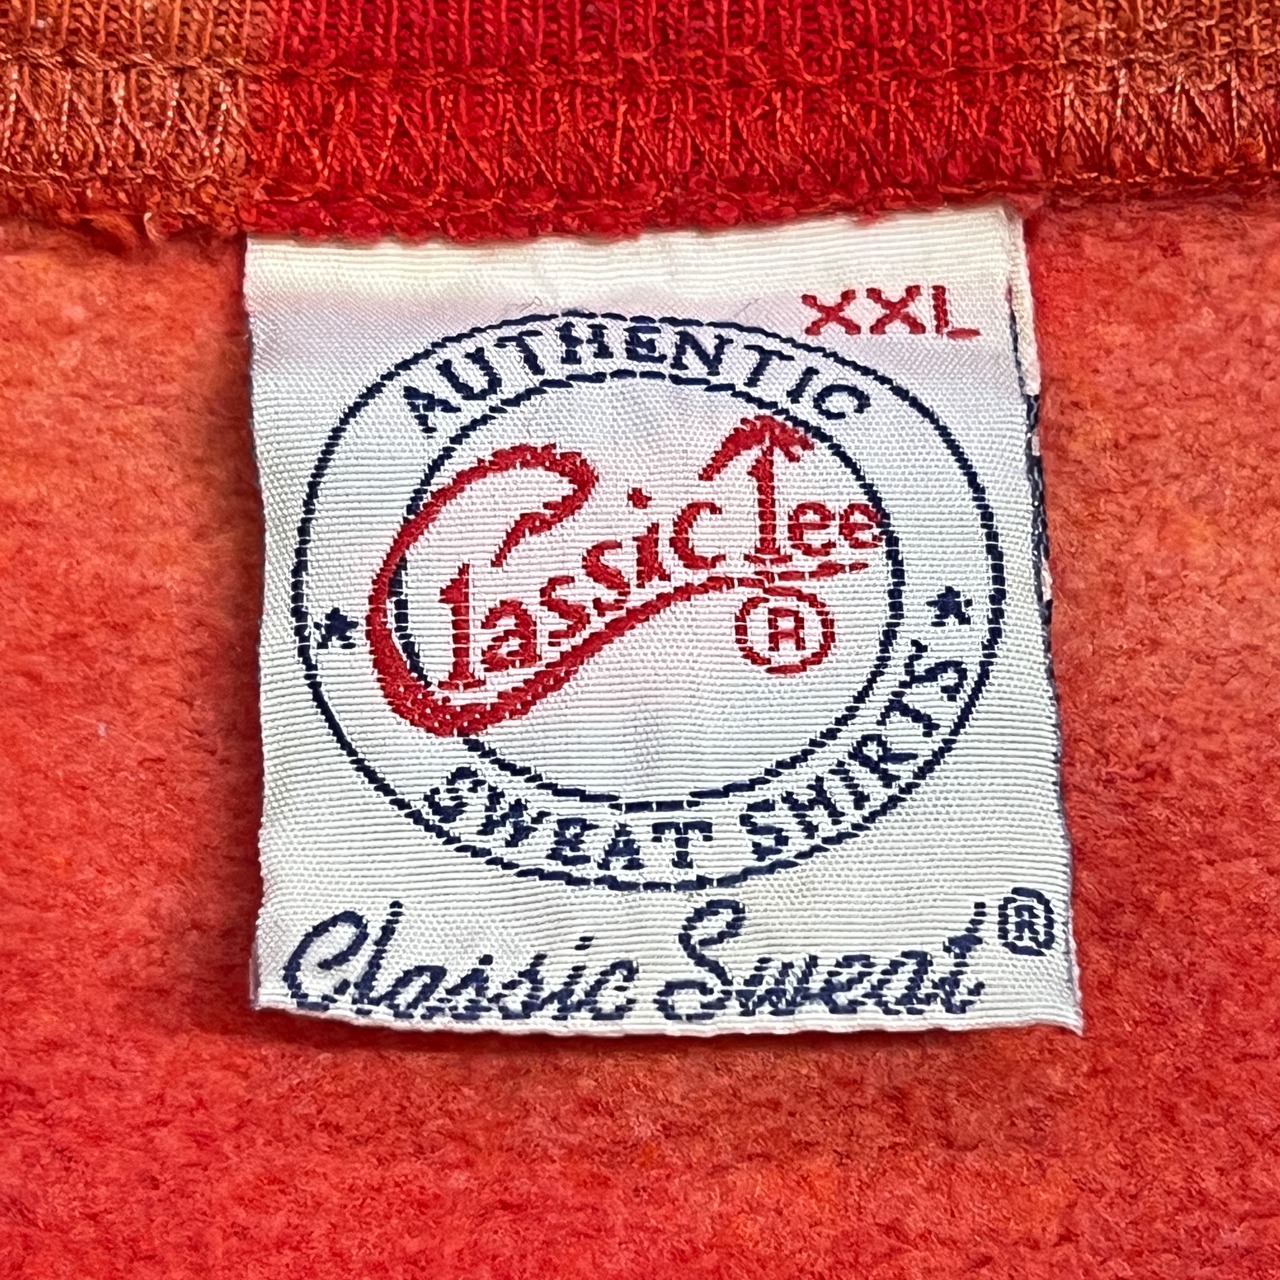 XXL
AUTHENTIC
Classic Tee
®
SWEAT SHIRTS
Classic Sweat®